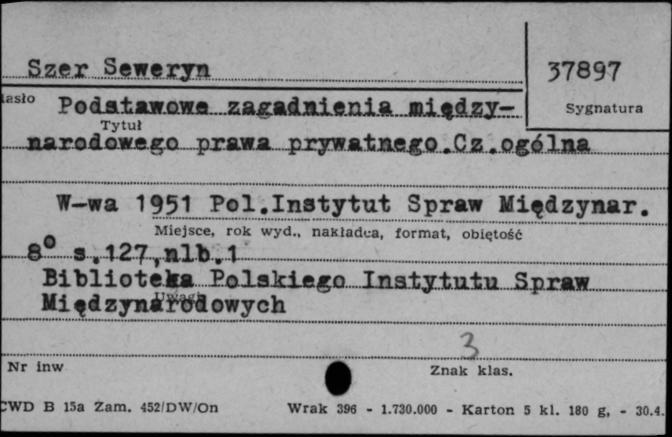 Szer Seweryn
37897
Hasło
Sygnatura
Podstawowe zagadnienia między-
Tytuł
narodowego prawa prywatnego.Cz.ogólna
W-wa 1951 Pol.Instytut Spraw Międzynar.
Miejsce, rok wyd., nakładca, format, objętość
8° s.127,nlb.1
Biblioteka Polskiego Instytutu Spraw
Uwagi
Międzynarodowych
3
Nr inw
Znak klas.
CWD B 15a Zam. 452/DW/On Wrak 396 - 1.730.000 - Karton 5 kl. 180 g, - 30.4.